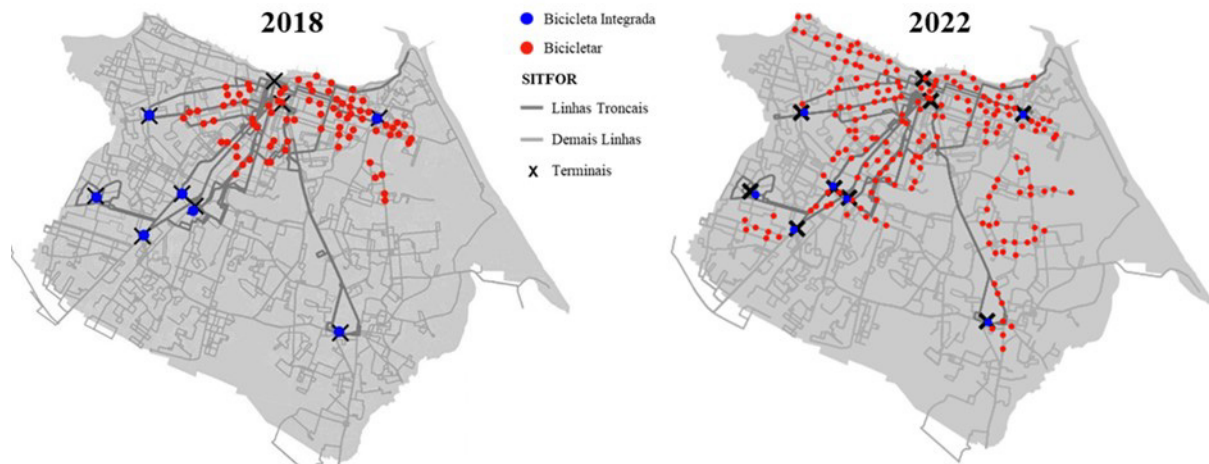 2018
Bicicleta Integrada
Bicicletar
SITFOR
Linhas Troncais
Demais Linhas
X Terminais
2022